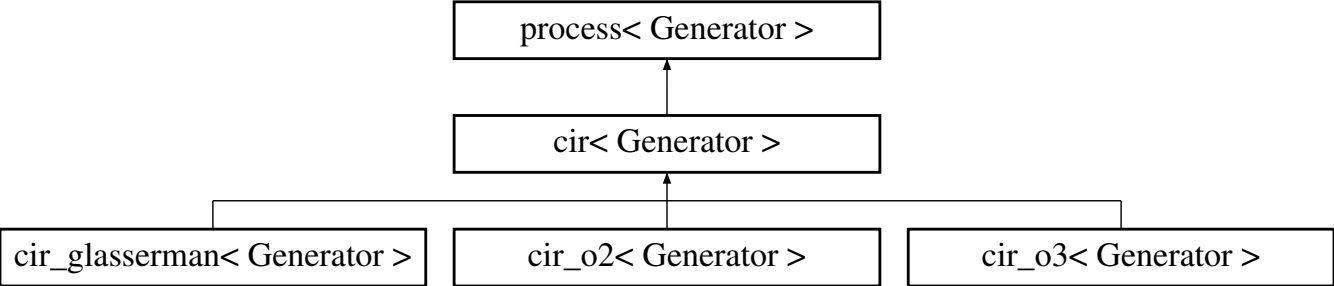 process< Generator >
cir< Generator >
cir_glasserman< Generator >
cir_o2< Generator >
cir_o3< Generator >